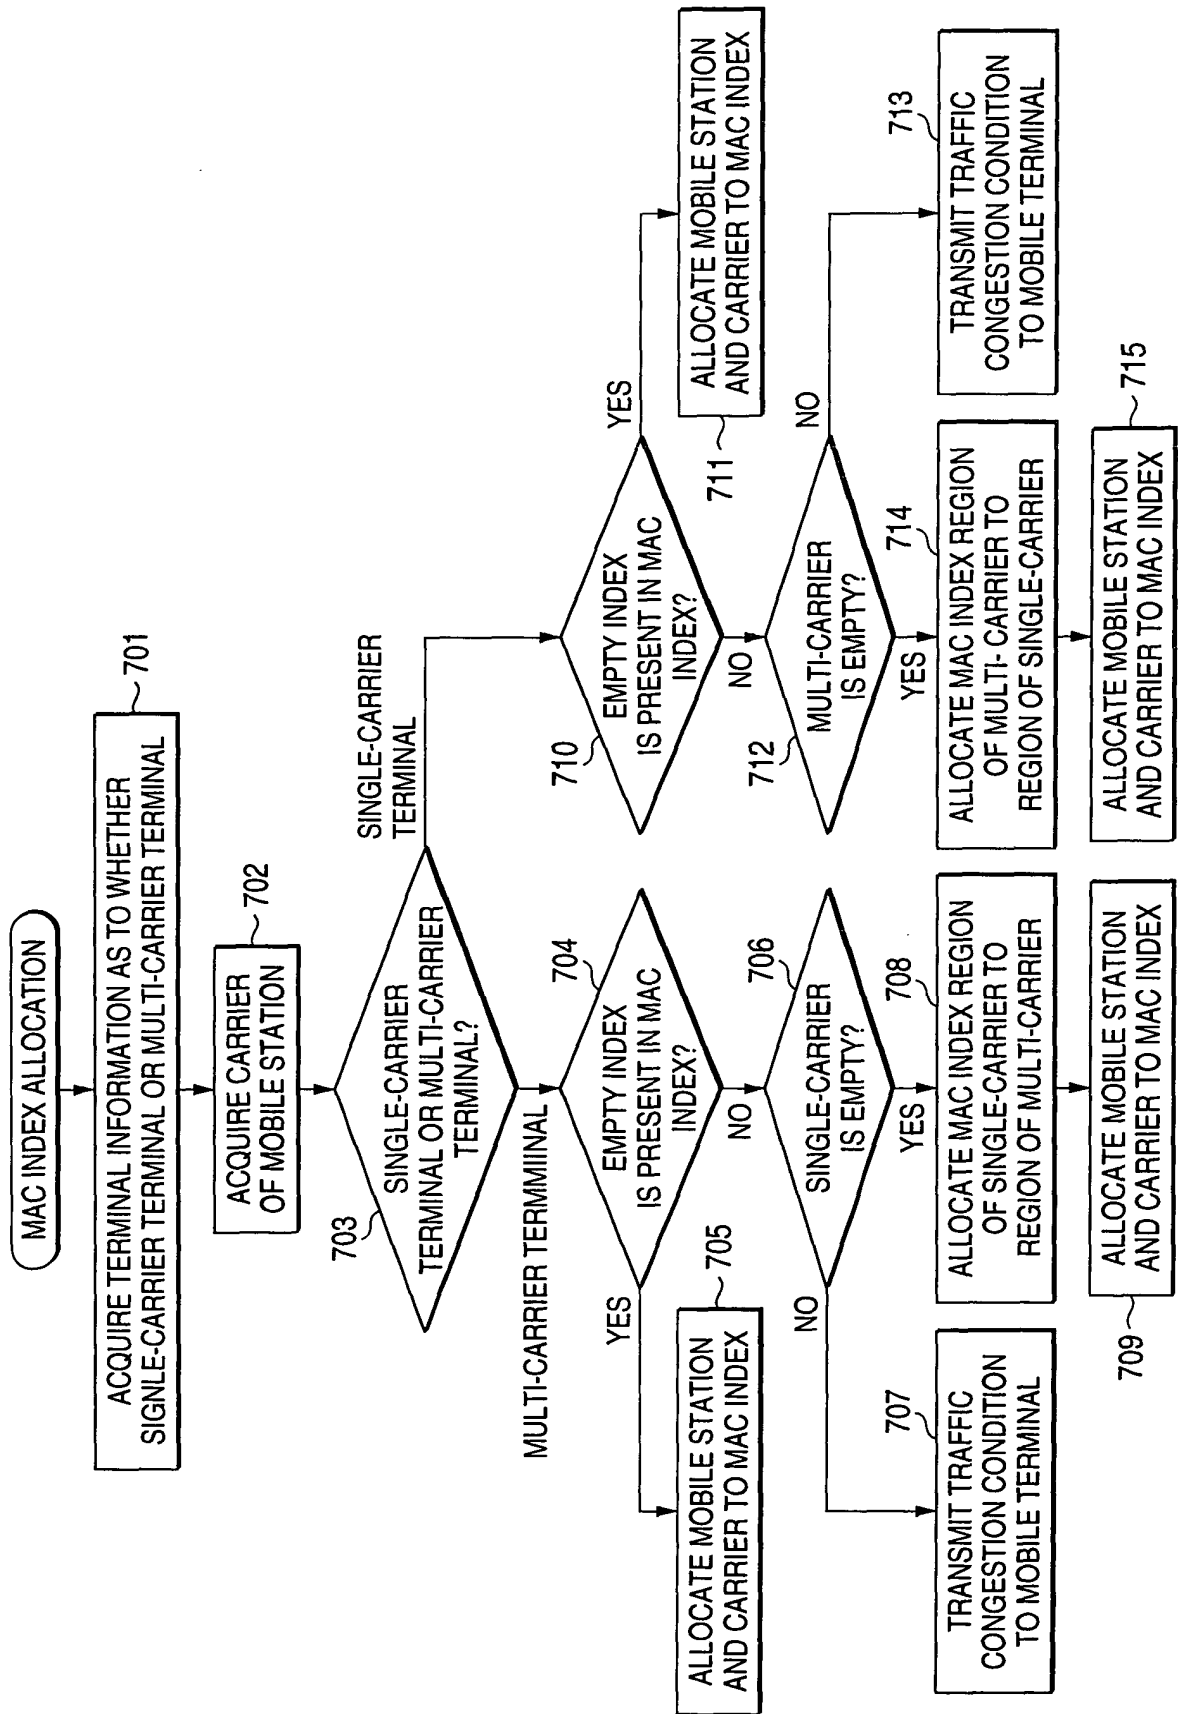 MAC INDEX ALLOCATION
701
ACQUIRE TERMINAL INFORMATION AS TO WHETHER
SIGNLE-CARRIER TERMINAL OR MULTI-CARRIER TERMINAL
702
ACQUIRE CARRIER
OF MOBILE STATION
703
SINGLE-CARRIER
TERMINAL OR MULTI-CARRIER
TERMINAL?
MULTI-CARRIER TERMMINAL
SINGLE-CARRIER
TERMINAL
704
EMPTY INDEX
IS PRESENT IN MAC
INDEX?
YES
NO
705
ALLOCATE MOBILE STATION
AND CARRIER TO MAC INDEX
706
SINGLE-CARRIER
IS EMPTY?
NO
YES
707
TRANSMIT TRAFFIC
CONGESTION CONDITION
TO MOBILE TERMINAL
708
ALLOCATE MAC INDEX REGION
OF SINGLE-CARRIER TO
REGION OF MULTI-CARRIER
709
ALLOCATE MOBILE STATION
AND CARRIER TO MAC INDEX
710
EMPTY INDEX
IS PRESENT IN MAC
INDEX?
YES
NO
711
ALLOCATE MOBILE STATION
AND CARRIER TO MAC INDEX
712
MULTI-CARRIER
IS EMPTY?
NO
YES
713
TRANSMIT TRAFFIC
CONGESTION CONDITION
TO MOBILE TERMINAL
714
ALLOCATE MAC INDEX REGION
OF MULTI- CARRIER TO
REGION OF SINGLE-CARRIER
715
ALLOCATE MOBILE STATION
AND CARRIER TO MAC INDEX